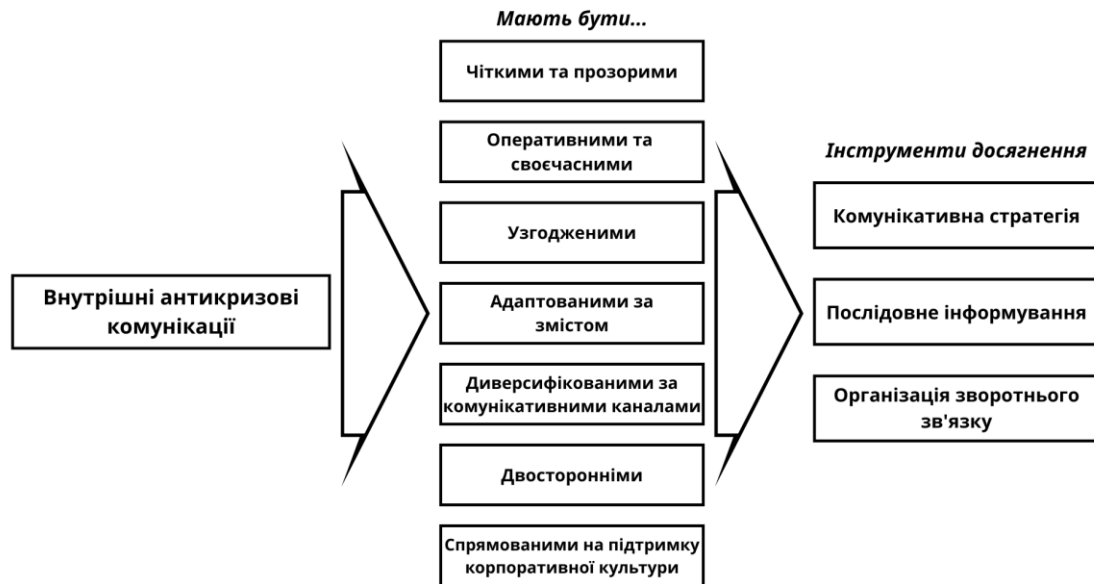 Мають бути...
Чіткими та прозорими
Оперативними та
своєчасними
Узгодженими
Адаптованими за
змістом
Диверсифікованими за
комунікативними каналами
Двосторонніми
Спрямованими на підтримку
корпоративної культури
Внутрішні антикризові
комунікації
Інструменти досягнення
Комунікативна стратегія
Послідовне інформування
Організація зворотнього
зв'язку